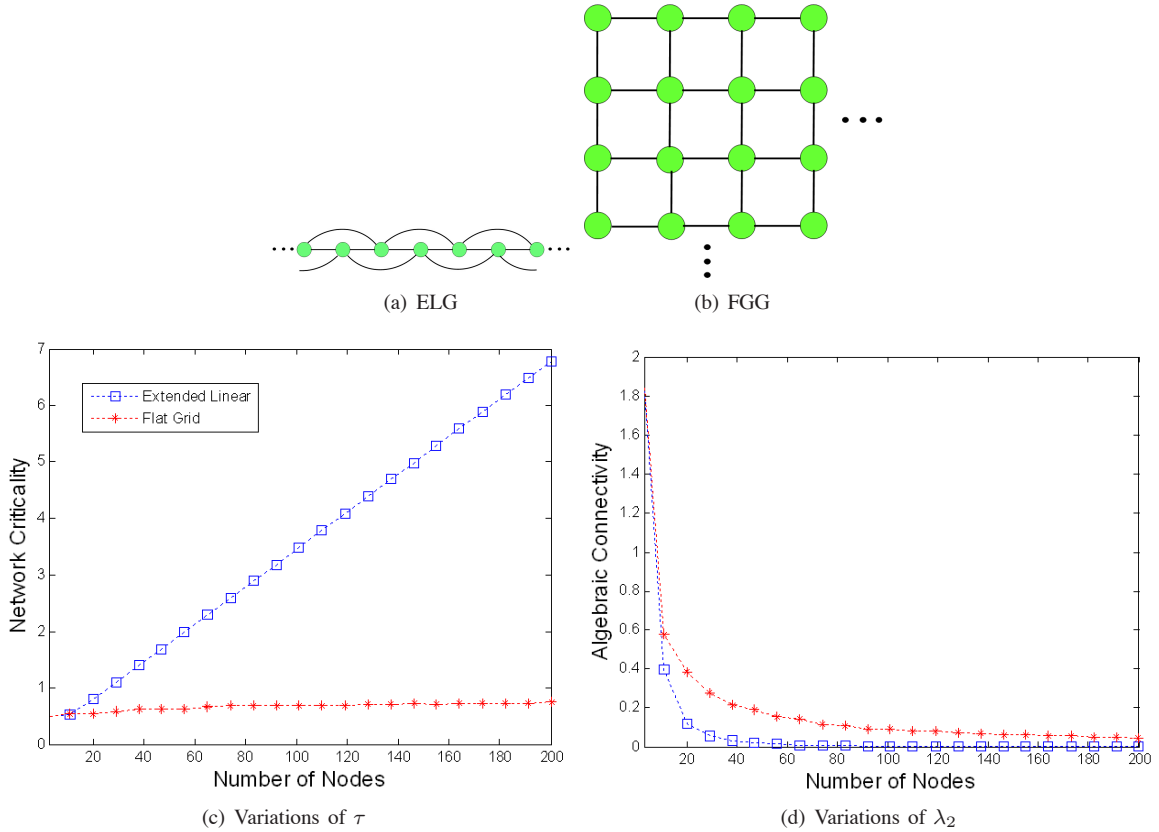 (a) ELG
(b) FGG
7
6
5
4
3
2
1
0
Network Criticality
Extended Linear
Flat Grid
20 40 60 80 100 120 140 160 180 200
Number of Nodes
(c) Variations of τ
2
1.8
1.6
1.4
1.2
1
0.8
0.6
0.4
0.2
0
Algebraic Connectivity
20 40 60 80 100 120 140 160 180 200
Number of Nodes
(d) Variations of λ₂